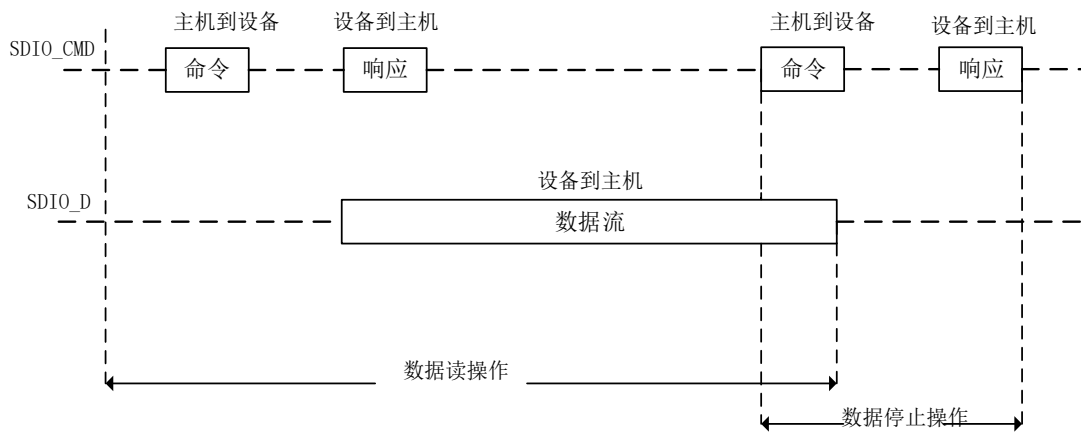 主机到设备 设备到主机 主机到设备 设备到主机
SDIO_CMD 命令 响应 命令 响应
设备到主机
SDIO_D 数据流
数据读操作
数据停止操作